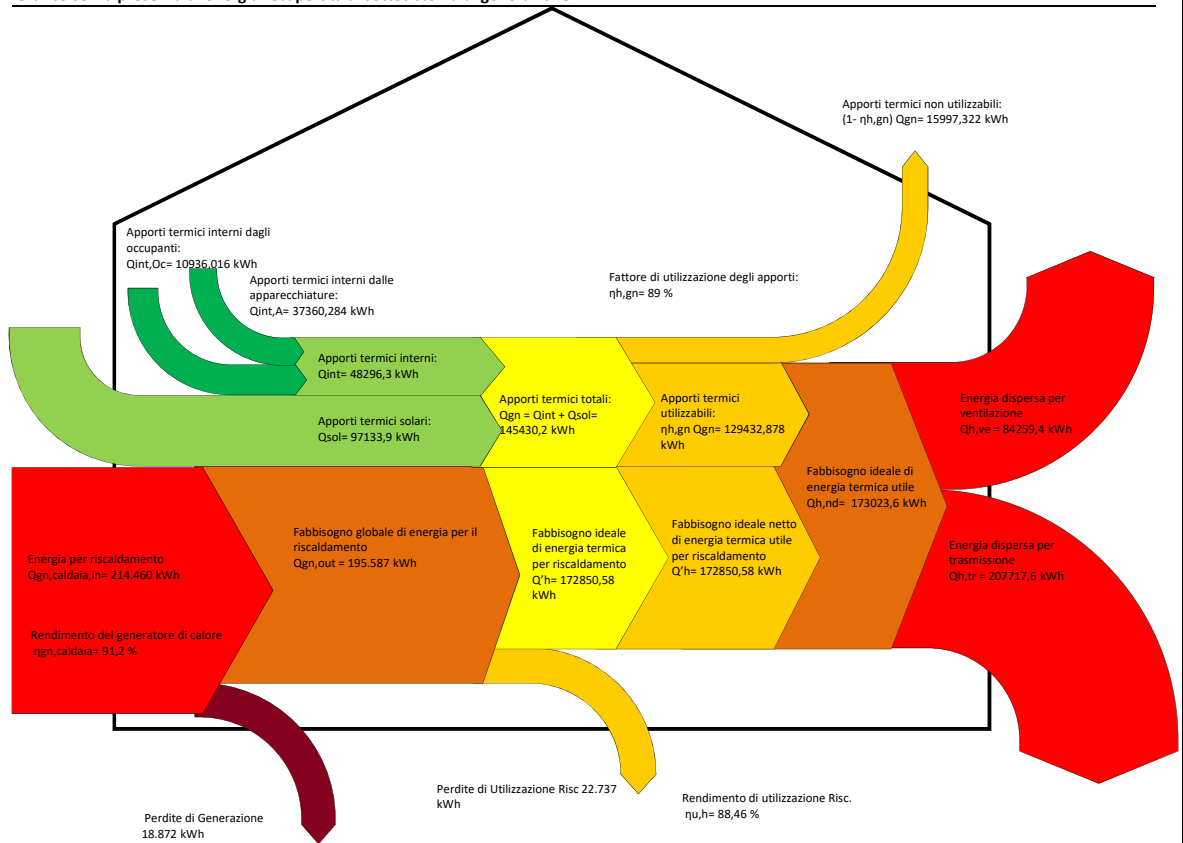 Apporti termici non utilizzabili:
(1- ηh,gn) Qgn= 15997,322 kWh
Apporti termici interni dagli
occupanti:
Qint,Oc= 10936,016 kWh
Apporti termici interni dalle
apparecchiature:
Qint,A= 37360,284 kWh
Fattore di utilizzazione degli apporti:
ηh,gn= 89 %
Apporti termici interni:
Qint= 48296,3 kWh
Apporti termici solari:
Qsol= 97133,9 kWh
Apporti termici totali:
Qgn = Qint + Qsol=
145430,2 kWh
Apporti termici
utilizzabili:
ηh,gn Qgn= 129432,878
kWh
Energia dispersa per
ventilazione
Qh,ve = 84259,4 kWh
Fabbisogno ideale di
energia termica utile
Qh,nd= 173023,6 kWh
Energia per riscaldamento
Qgn,caldaia,in= 214.460 kWh
Rendimento del generatore di calore
ηgn,caldaia= 91,2 %
Fabbisogno globale di energia per il
riscaldamento
Qgn,out = 195.587 kWh
Fabbisogno ideale
di energia termica
per riscaldamento
Q’h= 172850,58
kWh
Fabbisogno ideale netto
di energia termica utile
per riscaldamento
Q’h= 172850,58 kWh
Energia dispersa per
trasmissione
Qh,tr = 207717,6 kWh
Perdite di Utilizzazione Risc 22.737
kWh
Rendimento di utilizzazione Risc.
ηu,h= 88,46 %
Perdite di Generazione
18.872 kWh